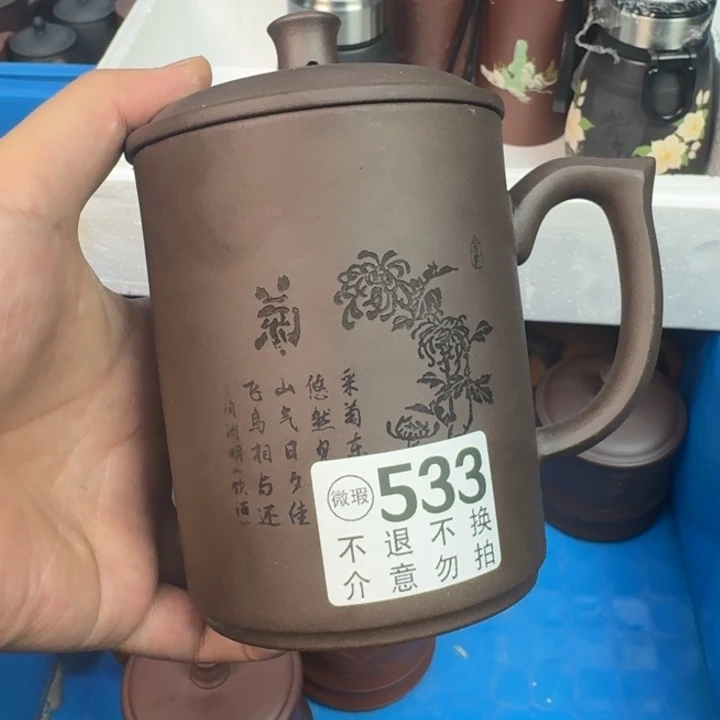 菊
采菊东
悠然
山气日夕佳
飞鸟相与还
陶渊明《饮酒》
微瑕 533
不退不换
介意勿拍